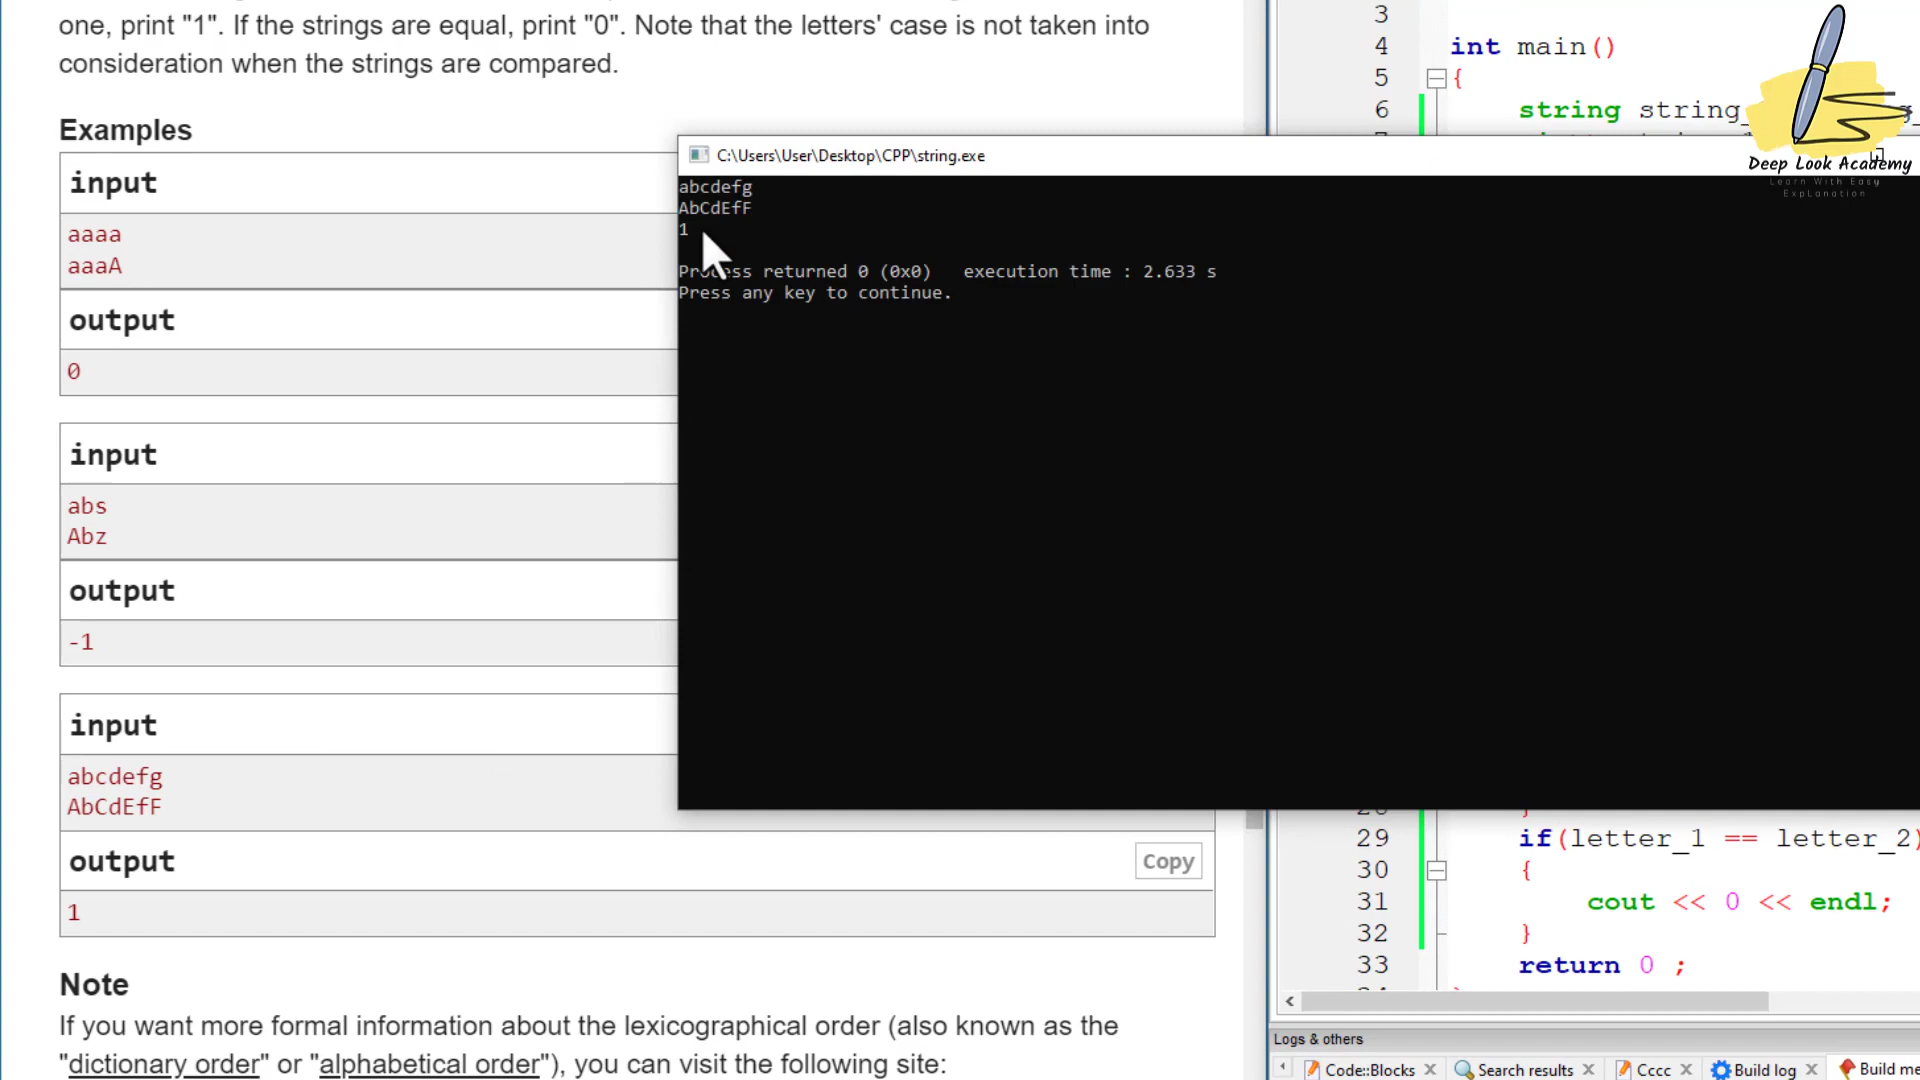 one, print "1". If the strings are equal, print "0". Note that the letters' case is not taken into
consideration when the strings are compared.
Examples
input
aaaa
aaaA
output
0
input
abs
Abz
output
-1
input
abcdefg
AbCdEfF
output
Copy
1
Note
If you want more formal information about the lexicographical order (also known as the
"dictionary order" or "alphabetical order"), you can visit the following site:
C:\Users\User\Desktop\CPP\string.exe
abcdefg
AbCdEfF
1
Process returned 0 (0x0) execution time : 2.633 s
Press any key to continue.
3
4 int main()
5 {
6 string string_
29 if(letter_1 == letter_2)
30 {
31 cout << 0 << endl;
32 }
33 return 0 ;
Logs & others
Code::Blocks
Search results
Cccc
Build log
Build me
Deep Look Academy
Learn With Easy
Explanation